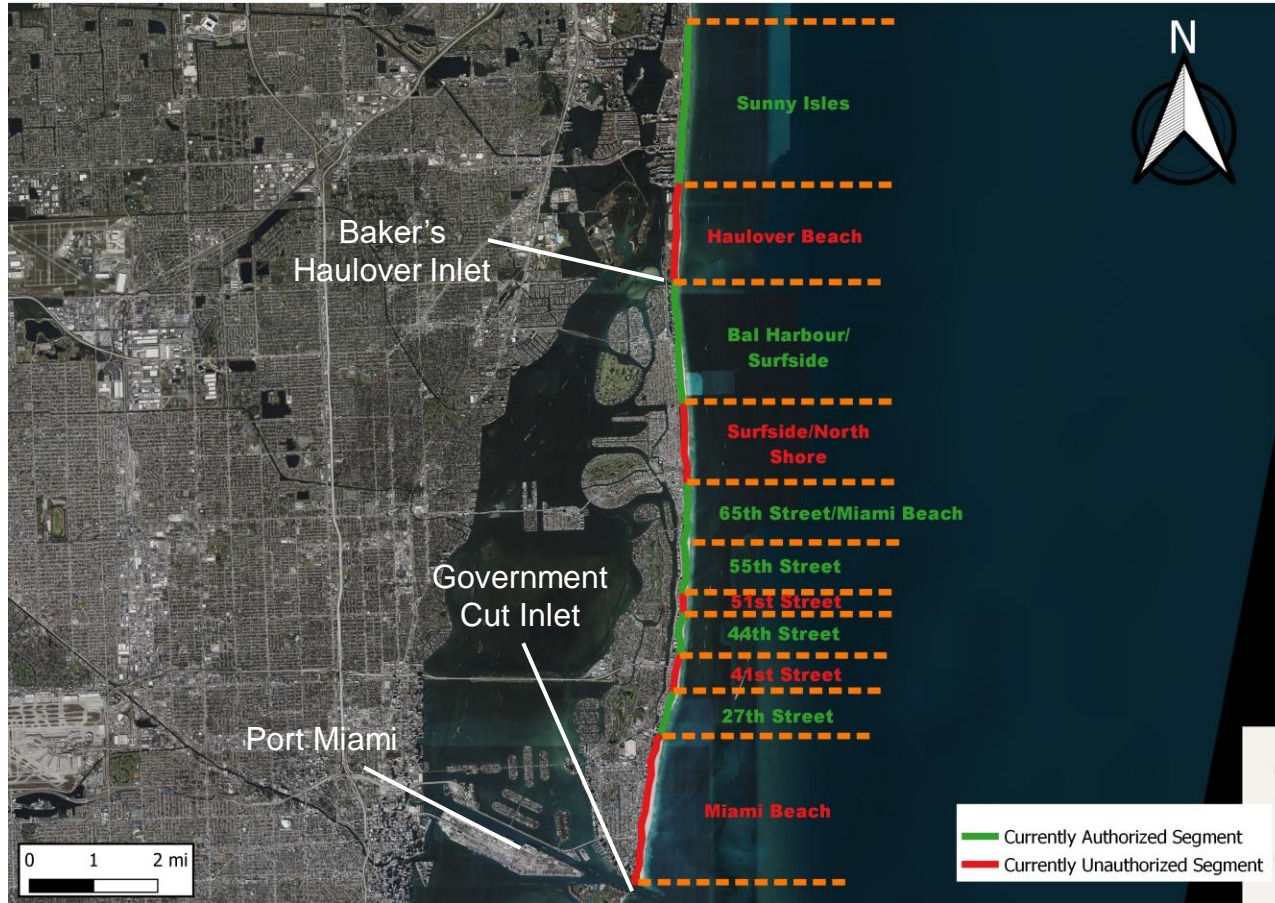 N
Sunny Isles
Baker's
Haulover Inlet
Haulover Beach
Bal Harbour/
Surfside
Surfside/North
Shore
65th Street/Miami Beach
Government
Cut Inlet
55th Street
51st Street
44th Street
41st Street
27th Street
Port Miami
Miami Beach
0 1 2 mi
Currently Authorized Segment
Currently Unauthorized Segment